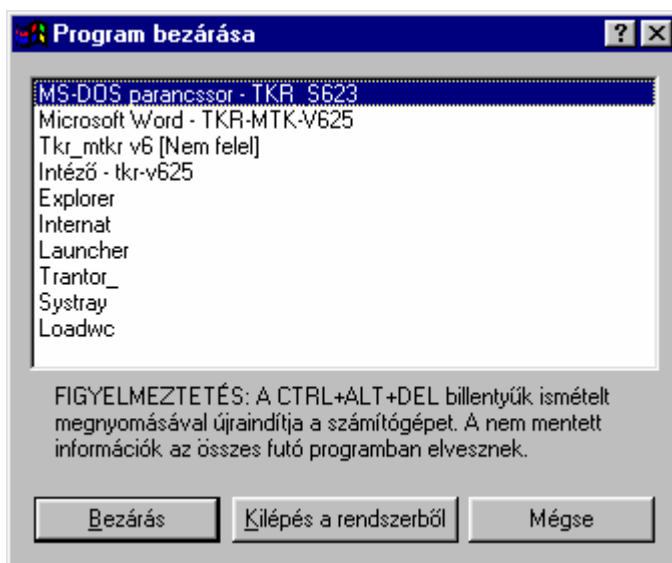 Program bezárása
MS-DOS parancssor - TKR_S623
Microsoft Word - TKR-MTK-V625
Tkr_mtkr v6 [Nem felel]
Intéző - tkr-v625
Explorer
Internat
Launcher
Trantor_
Systray
Loadwc
FIGYELMEZTETÉS: A CTRL+ALT+DEL billentyűk ismételt
megnyomásával újraindítja a számítógépet. A nem mentett
információk az összes futó programban elvesznek.
Bezárás Kilépés a rendszerből Mégse